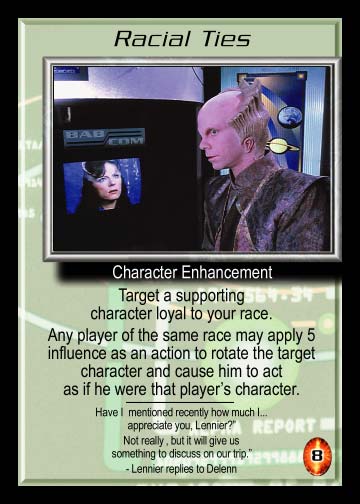 Racial Ties
BAB
COM
Character Enhancement
Target a supporting
character loyal to your race.
Any player of the same race may apply 5
influence as an action to rotate the target
character and cause him to act
as if he were that player's character.
Have I mentioned recently how much I...
appreciate you, Lennier?"
Not really , but it will give us
something to discuss on our trip."
- Lennier replies to Delenn
8